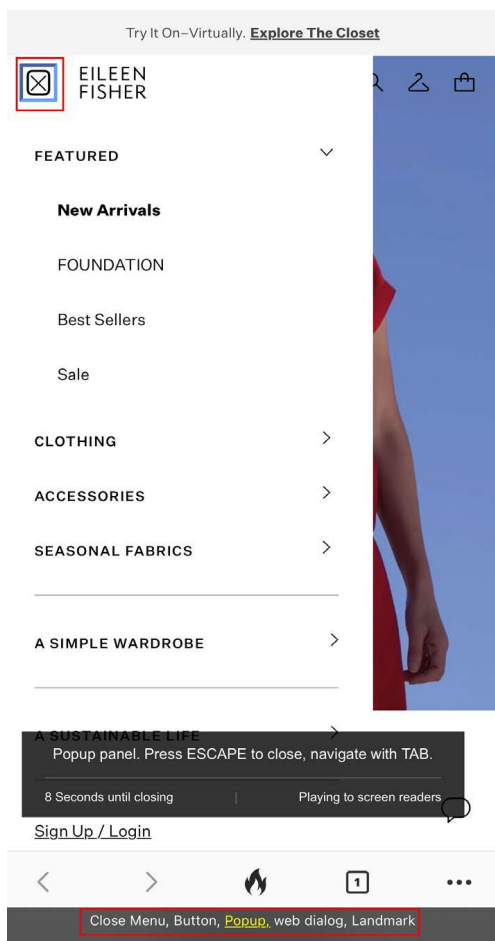 Try It On–Virtually. Explore The Closet
EILEEN
FISHER
FEATURED
New Arrivals
FOUNDATION
Best Sellers
Sale
CLOTHING
ACCESSORIES
SEASONAL FABRICS
A SIMPLE WARDROBE
A SUSTAINABLE LIFE
Popup panel. Press ESCAPE to close, navigate with TAB.
8 Seconds until closing | Playing to screen readers
Sign Up / Login
1
Close Menu, Button, Popup, web dialog, Landmark